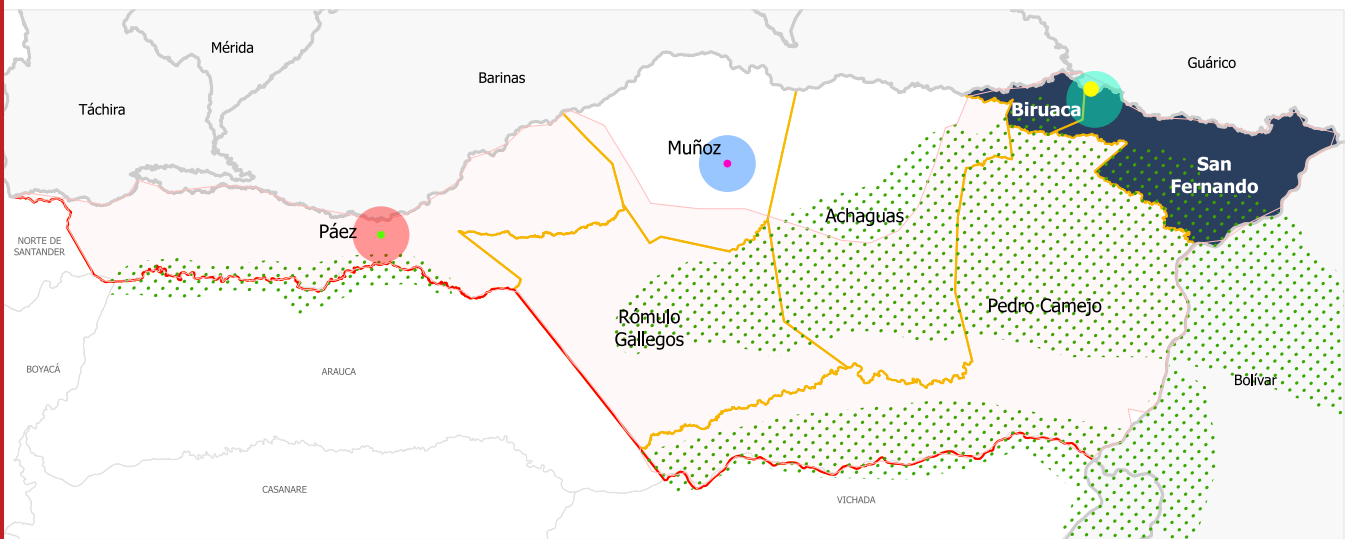 Mérida
Guárico
Barinas
Táchira
Biruaca
Muñoz
San
Fernando
Achaguas
Páez
NORTE DE
SANTANDER
Pedro Camejo
Rómulo
Gallegos
BOYACÁ
ARAUCA
Bolívar
CASANARE
VICHADA